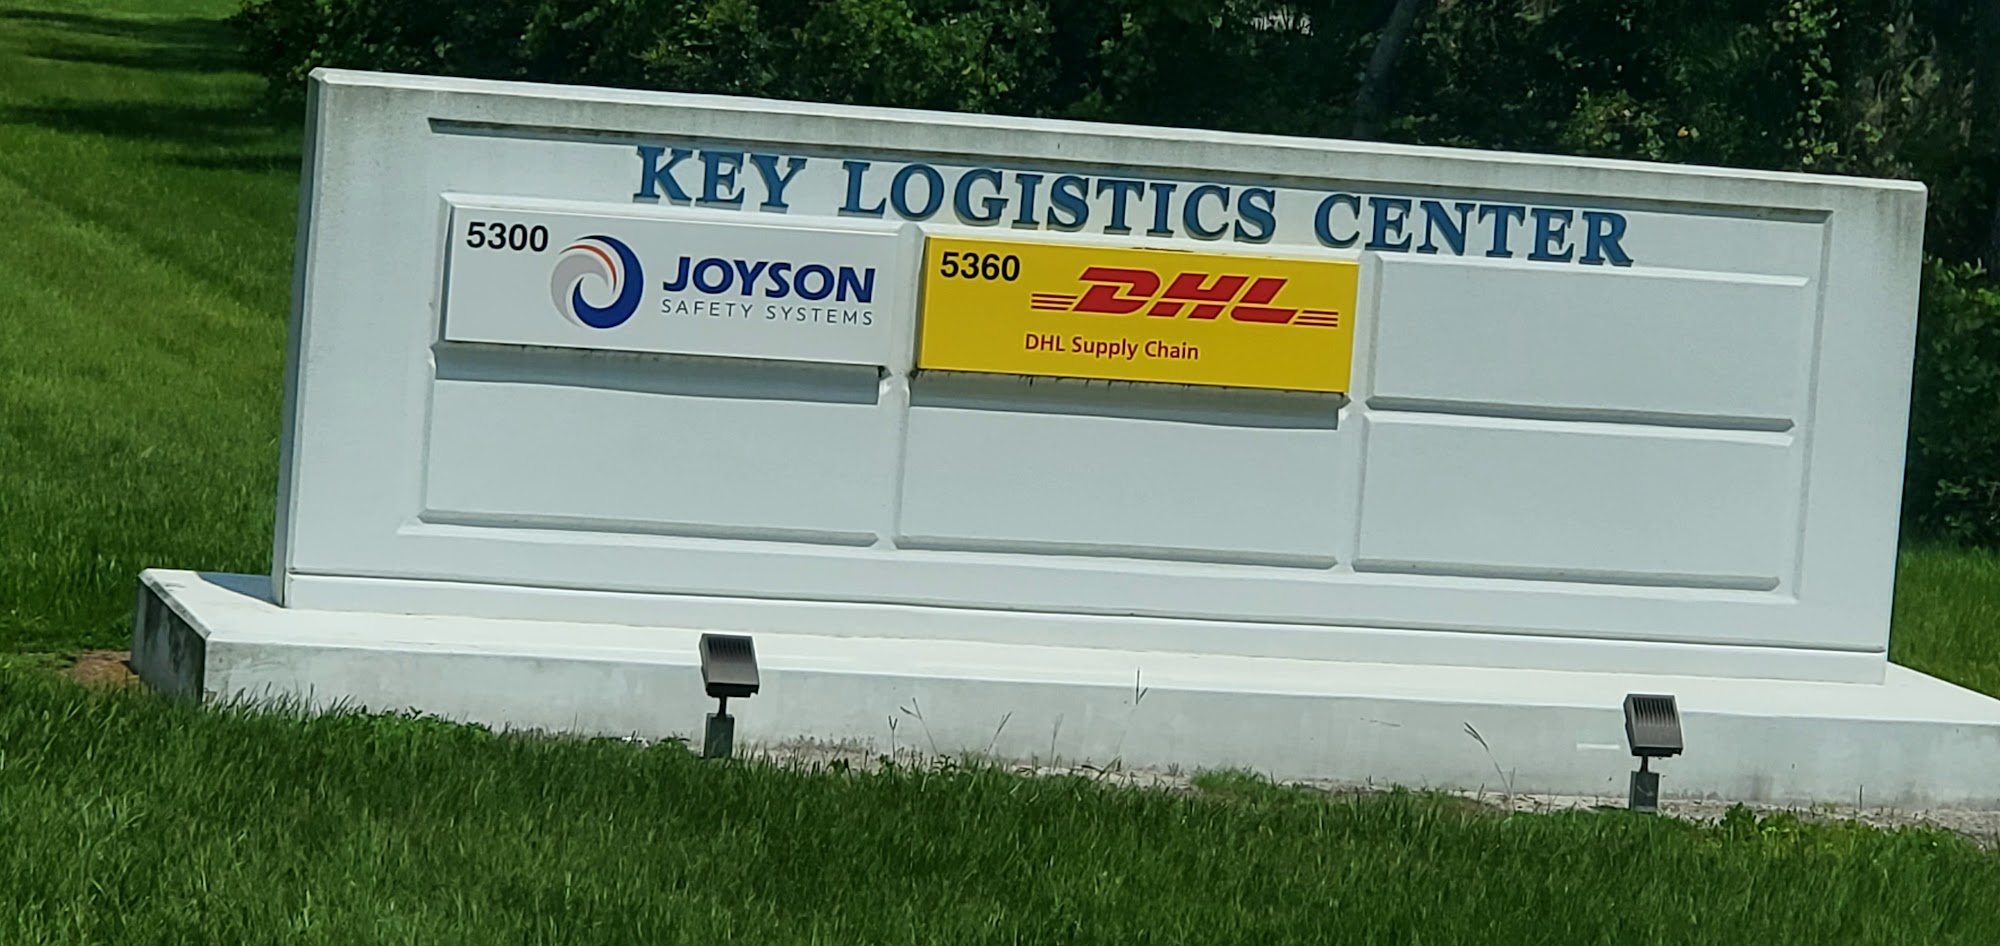 KEY LOGISTICS CENTER
5300
JOYSON
SAFETY SYSTEMS
5360
DHL
DHL Supply Chain